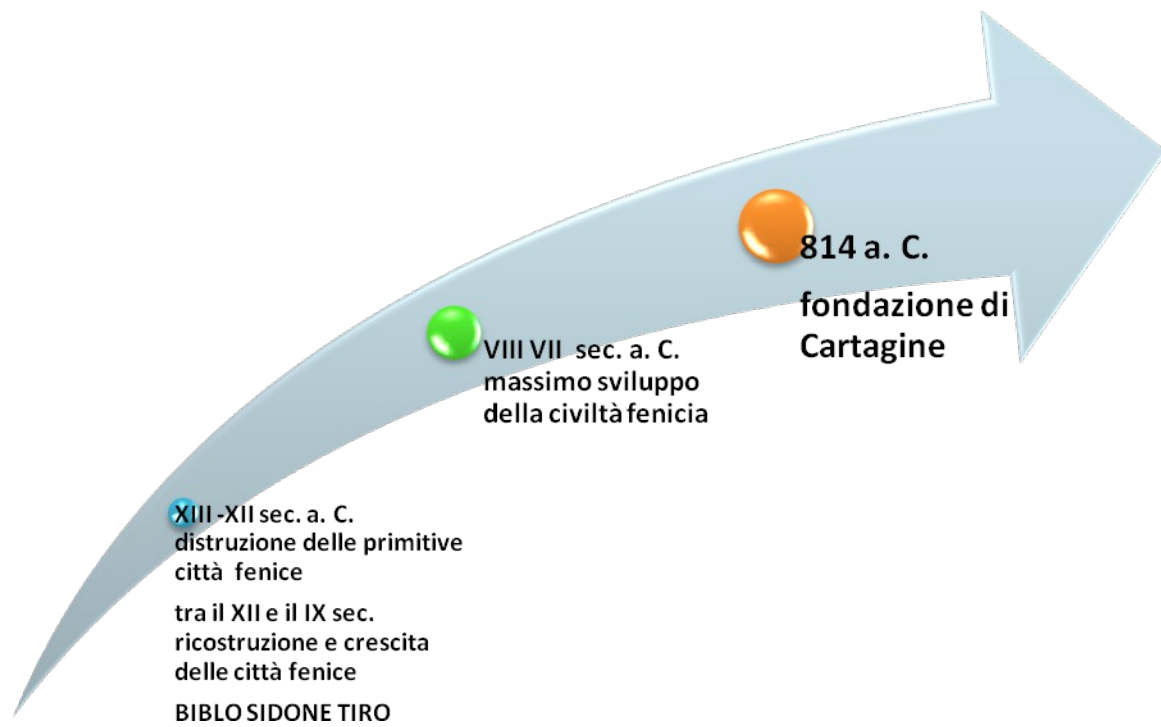 XIII -XII sec. a. C.
distruzione delle primitive
città fenice
tra il XII e il IX sec.
ricostruzione e crescita
delle città fenice
BIBLO SIDONE TIRO
VIII VII sec. a. C.
massimo sviluppo
della civiltà fenicia
814 a. C.
fondazione di
Cartagine